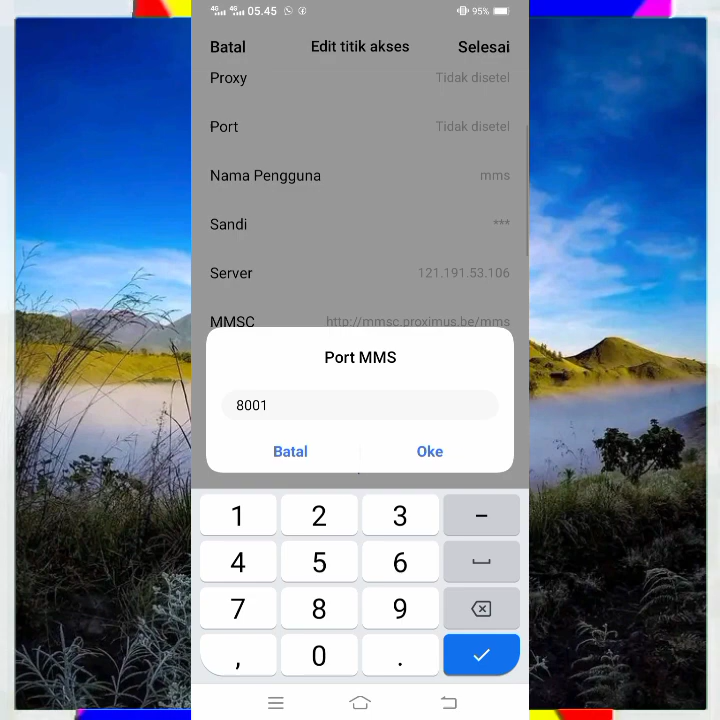 4G 4G 05.45 95%
Batal Edit titik akses Selesai
Proxy Tidak disetel
Port Tidak disetel
Nama Pengguna mms
Sandi ***
Server 121.191.53.106
MMSC http://mmsc.proximus.be/mms
Port MMS
8001
Batal Oke
1 2 3 –
4 5 6
7 8 9
, 0 .